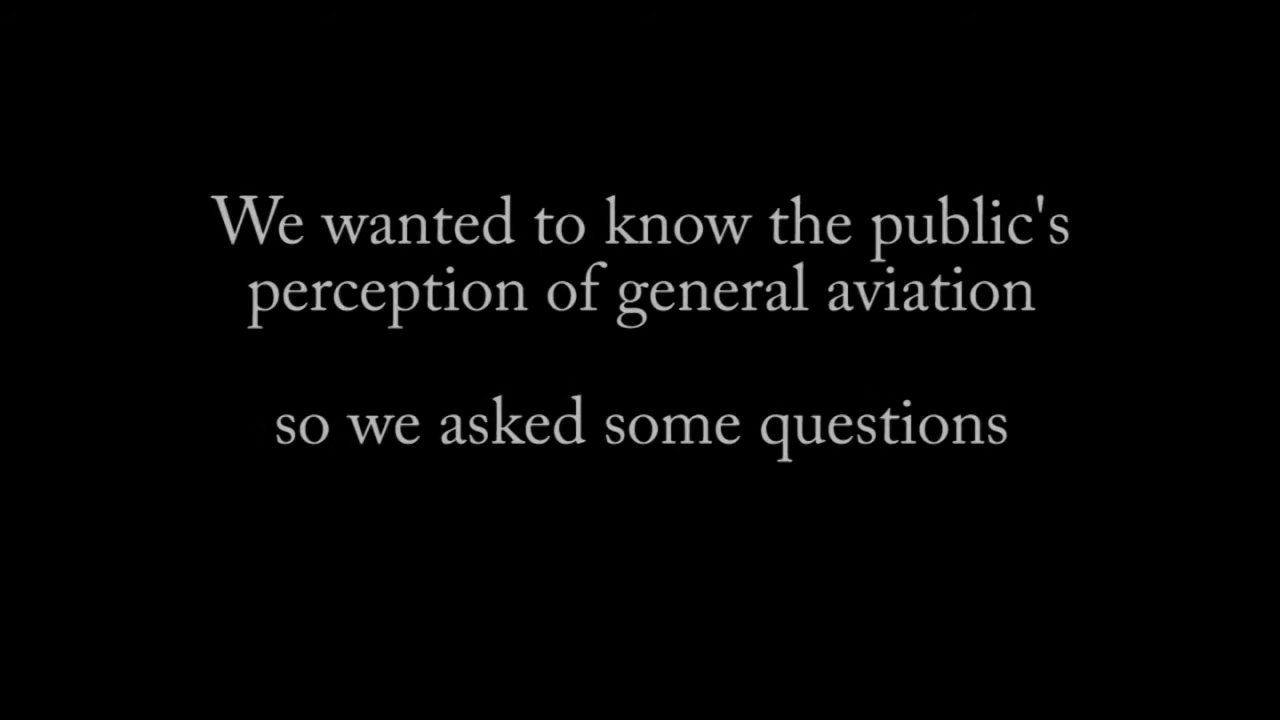 We wanted to know the public's
perception of general aviation
so we asked some questions